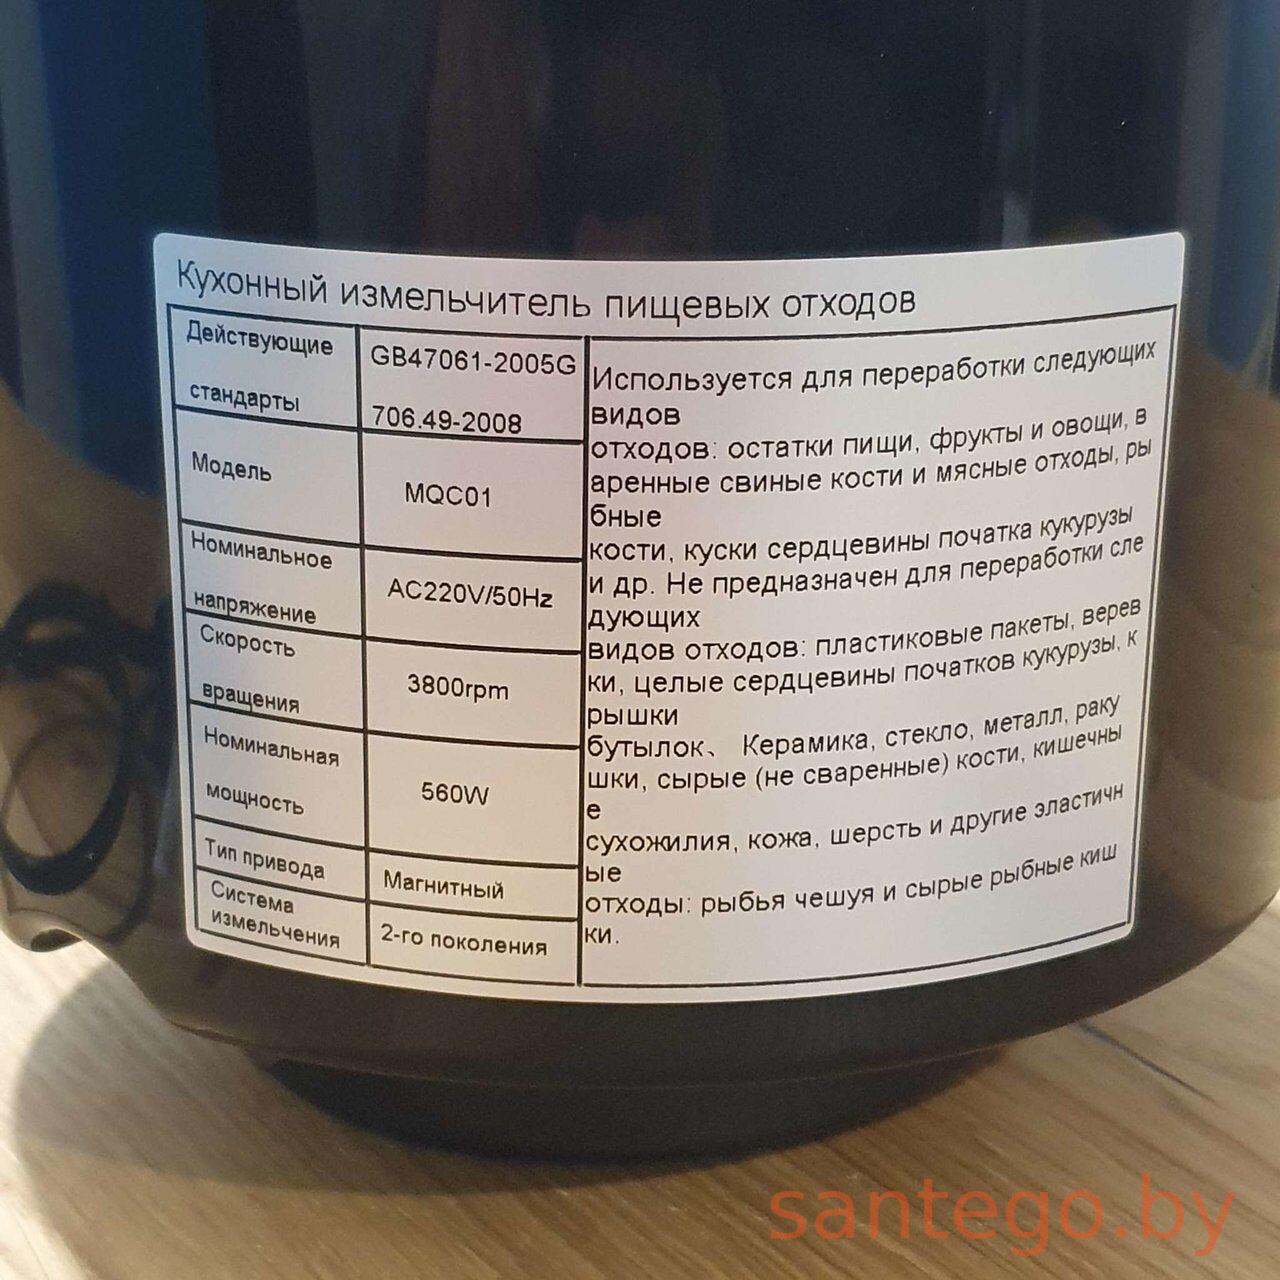 Кухонный измельчитель пищевых отходов
Действующие
стандарты
GB47061-2005G
706.49-2008
Модель
MQC01
Номинальное
напряжение
AC220V/50Hz
Скорость
вращения
3800rpm
Номинальная
мощность
560W
Тип привода
Магнитный
Система
измельчения
2-го поколения
Используется для переработки следующих
видов
отходов: остатки пищи, фрукты и овощи, в
аренные свиные кости и мясные отходы, ры
бные
кости, куски сердцевины початка кукурузы
и др. Не предназначен для переработки сле
дующих
видов отходов: пластиковые пакеты, верев
ки, целые сердцевины початков кукурузы, к
рышки
бутылок、 Керамика, стекло, металл, раку
шки, сырые (не сваренные) кости, кишечны
е
сухожилия, кожа, шерсть и другие эластичн
ые
отходы: рыбья чешуя и сырые рыбные киш
ки.
santego.by